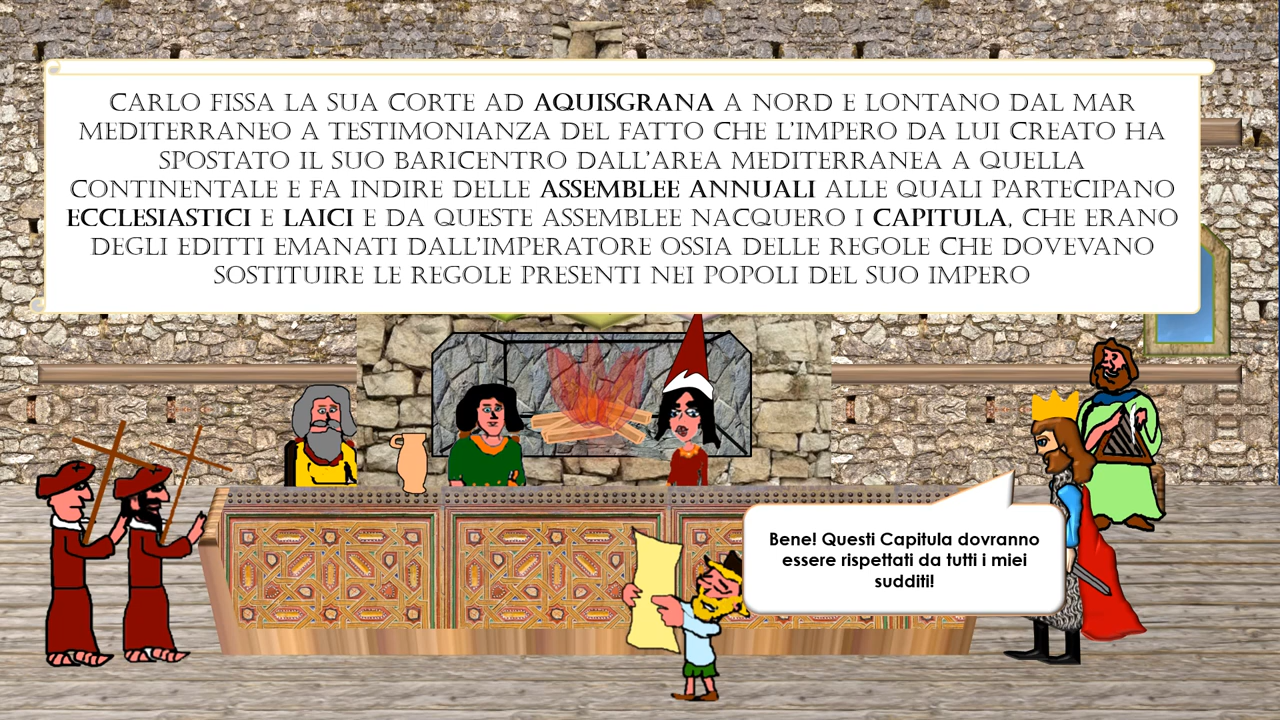 CARLO FISSA LA SUA CORTE AD AQUISGRANA A NORD E LONTANO DAL MAR
MEDITERRANEO A TESTIMONIANZA DEL FATTO CHE L'IMPERO DA LUI CREATO HA
SPOSTATO IL SUO BARICENTRO DALL'AREA MEDITERRANEA A QUELLA
CONTINENTALE E FA INDIRE DELLE ASSEMBLEE ANNUALI ALLE QUALI PARTECIPANO
ECCLESIASTICI E LAICI E DA QUESTE ASSEMBLEE NACQUERO I CAPITULA, CHE ERANO
DEGLI EDITTI EMANATI DALL'IMPERATORE OSSIA DELLE REGOLE CHE DOVEVANO
SOSTITUIRE LE REGOLE PRESENTI NEI POPOLI DEL SUO IMPERO
Bene! Questi Capitula dovranno
essere rispettati da tutti i miei
sudditi!